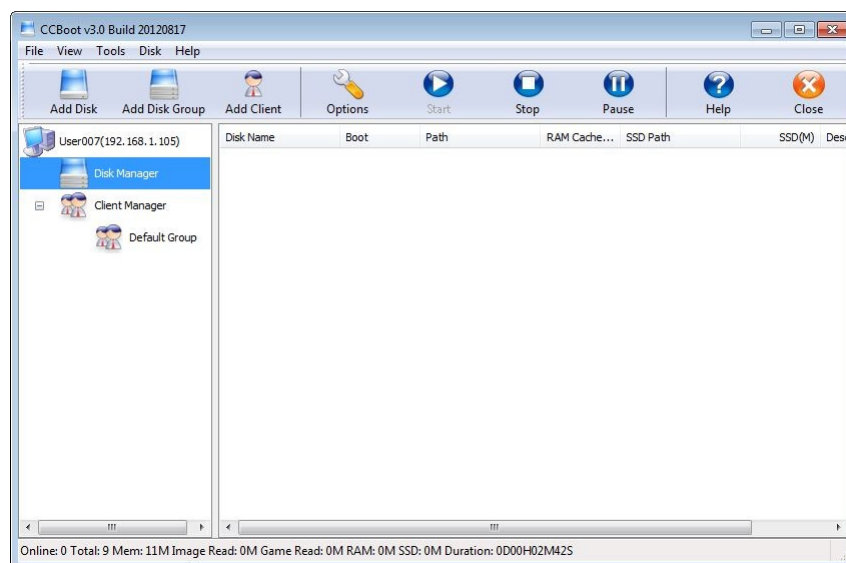 CCBoot v3.0 Build 20120817
File View Tools Disk Help
Add Disk Add Disk Group Add Client Options Start Stop Pause Help Close
User007(192.168.1.105)
Disk Manager
Client Manager
Default Group
Disk Name Boot Path RAM Cache... SSD Path SSD(M) Des
Online: 0 Total: 9 Mem: 11M Image Read: 0M Game Read: 0M RAM: 0M SSD: 0M Duration: 0D00H02M42S